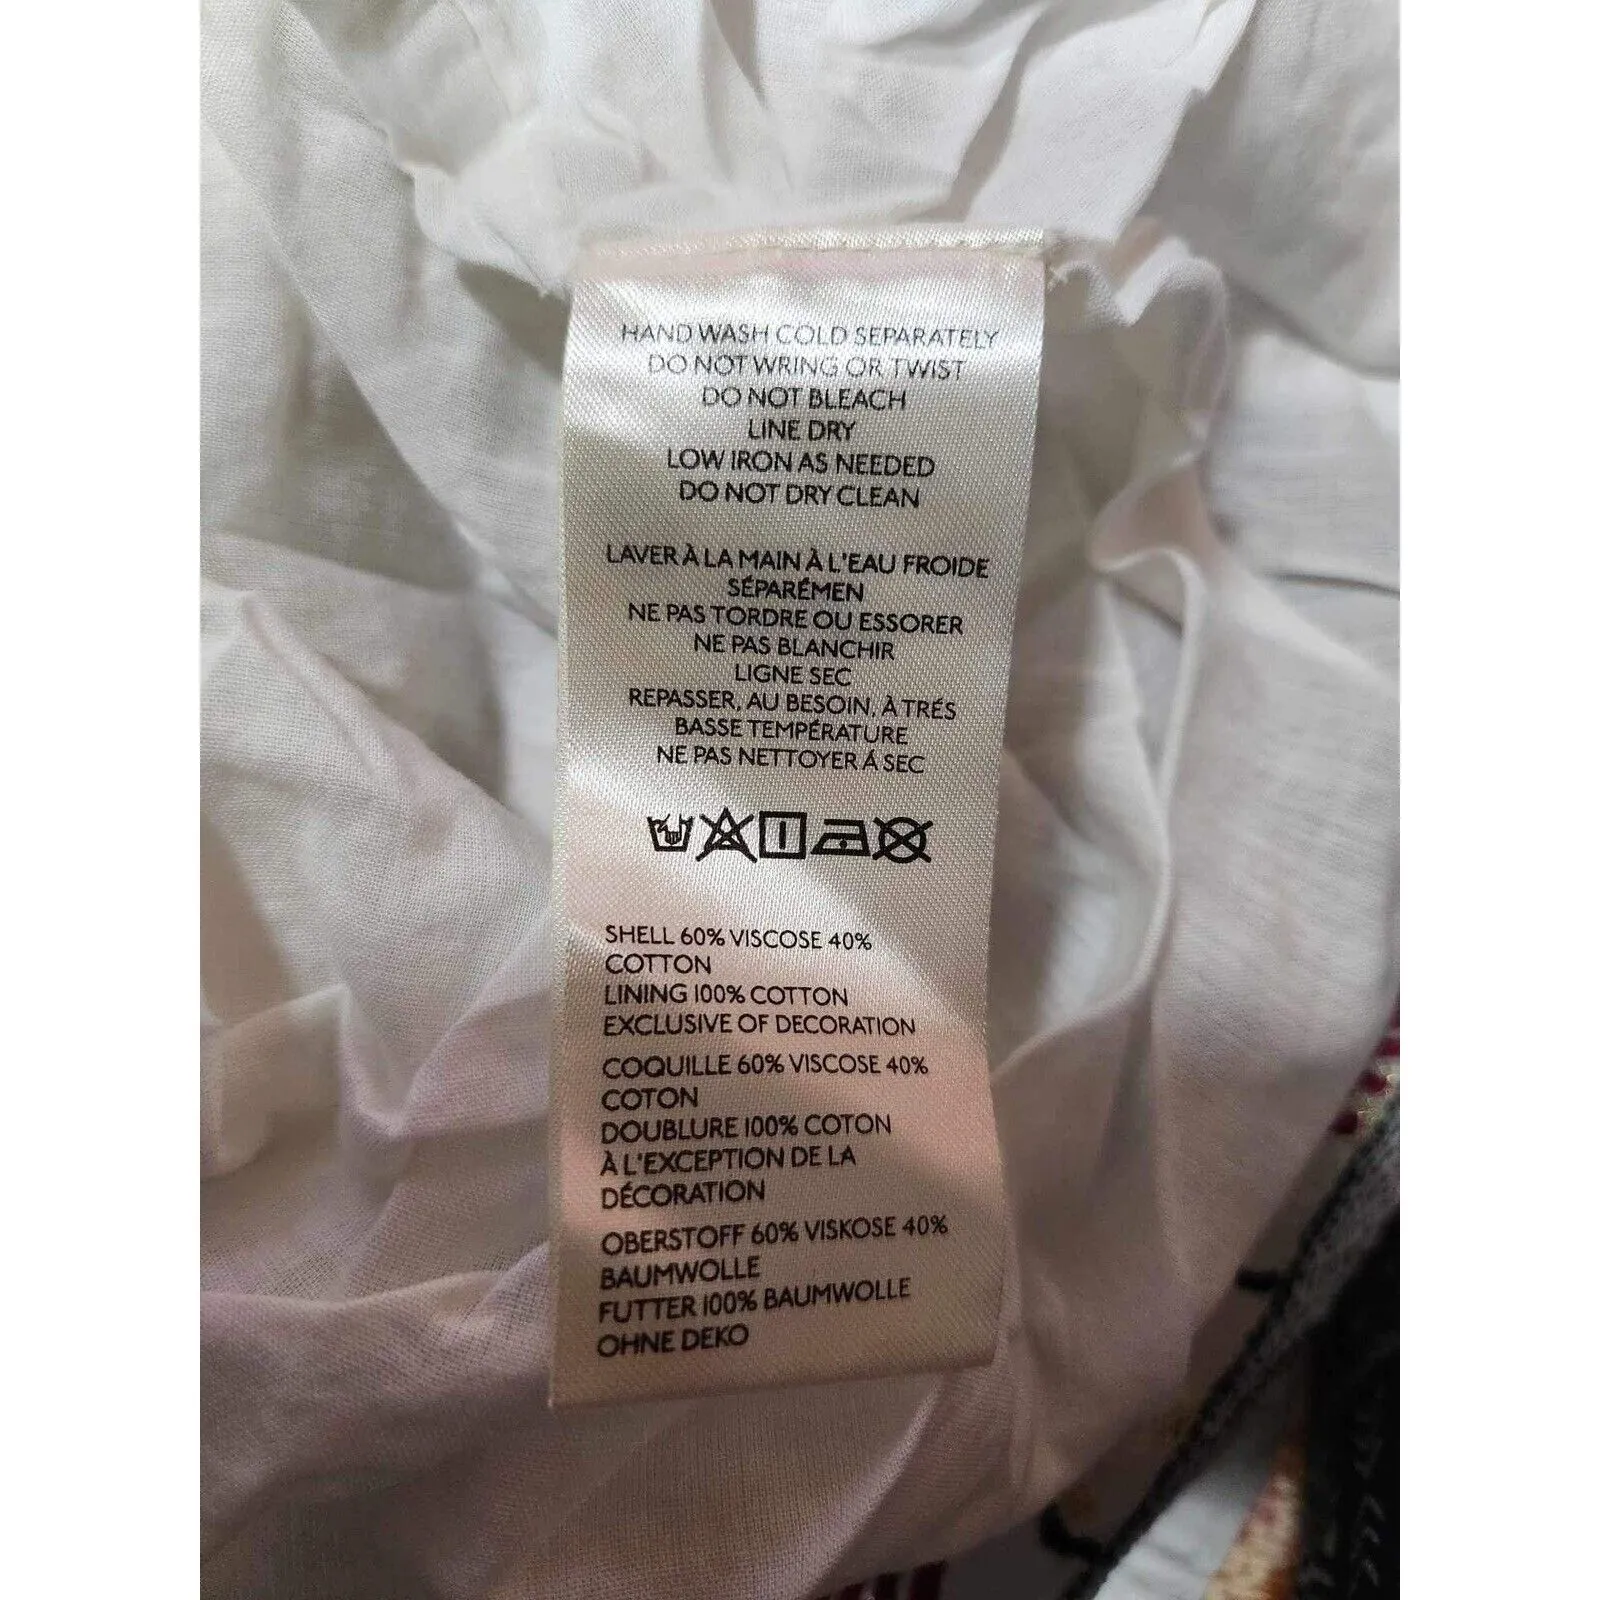 HAND WASH COLD SEPARATELY
DO NOT WRING OR TWIST
DO NOT BLEACH
LINE DRY
LOW IRON AS NEEDED
DO NOT DRY CLEAN
LAVER À LA MAIN À L'EAU FROIDE
SÉPARÉMEN
NE PAS TORDRE OU ESSORER
NE PAS BLANCHIR
LIGNE SEC
REPASSER, AU BESOIN, À TRÉS
BASSE TEMPÉRATURE
NE PAS NETTOYER Á SEC
SHELL 60% VISCOSE 40%
COTTON
LINING 100% COTTON
EXCLUSIVE OF DECORATION
COQUILLE 60% VISCOSE 40%
COTON
DOUBLURE 100% COTON
À L'EXCEPTION DE LA
DÉCORATION
OBERSTOFF 60% VISKOSE 40%
BAUMWOLLE
FUTTER 100% BAUMWOLLE
OHNE DEKO